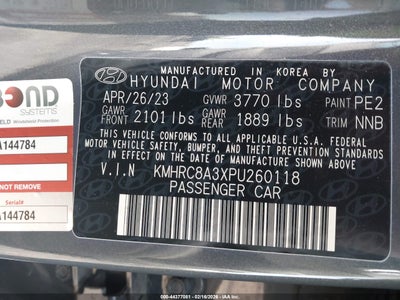 MANUFACTURED IN KOREA BY
HYUNDAI MOTOR COMPANY
APR/26/23 GVWR 3770 lbs PAINT PE2
GAWR FRONT 2101 lbs GAWR REAR 1889 lbs TRIM NNB
THIS VEHICLE CONFORMS TO ALL APPLICABLE U.S.A. FEDERAL
MOTOR VEHICLE SAFETY, BUMPER, AND THEFT PREVENTION
STANDARDS IN EFFECT ON THE DATE OF MANUFACTURE SHOWN ABOVE.
V.I.N KMHRC8A3XPU260118
PASSENGER CAR
BOND
SYSTEMS
Windshield Protection
A144784
NOT REMOVE
Serial#
A144784
000-44377081 - 02/16/2026 - IAA, Inc.